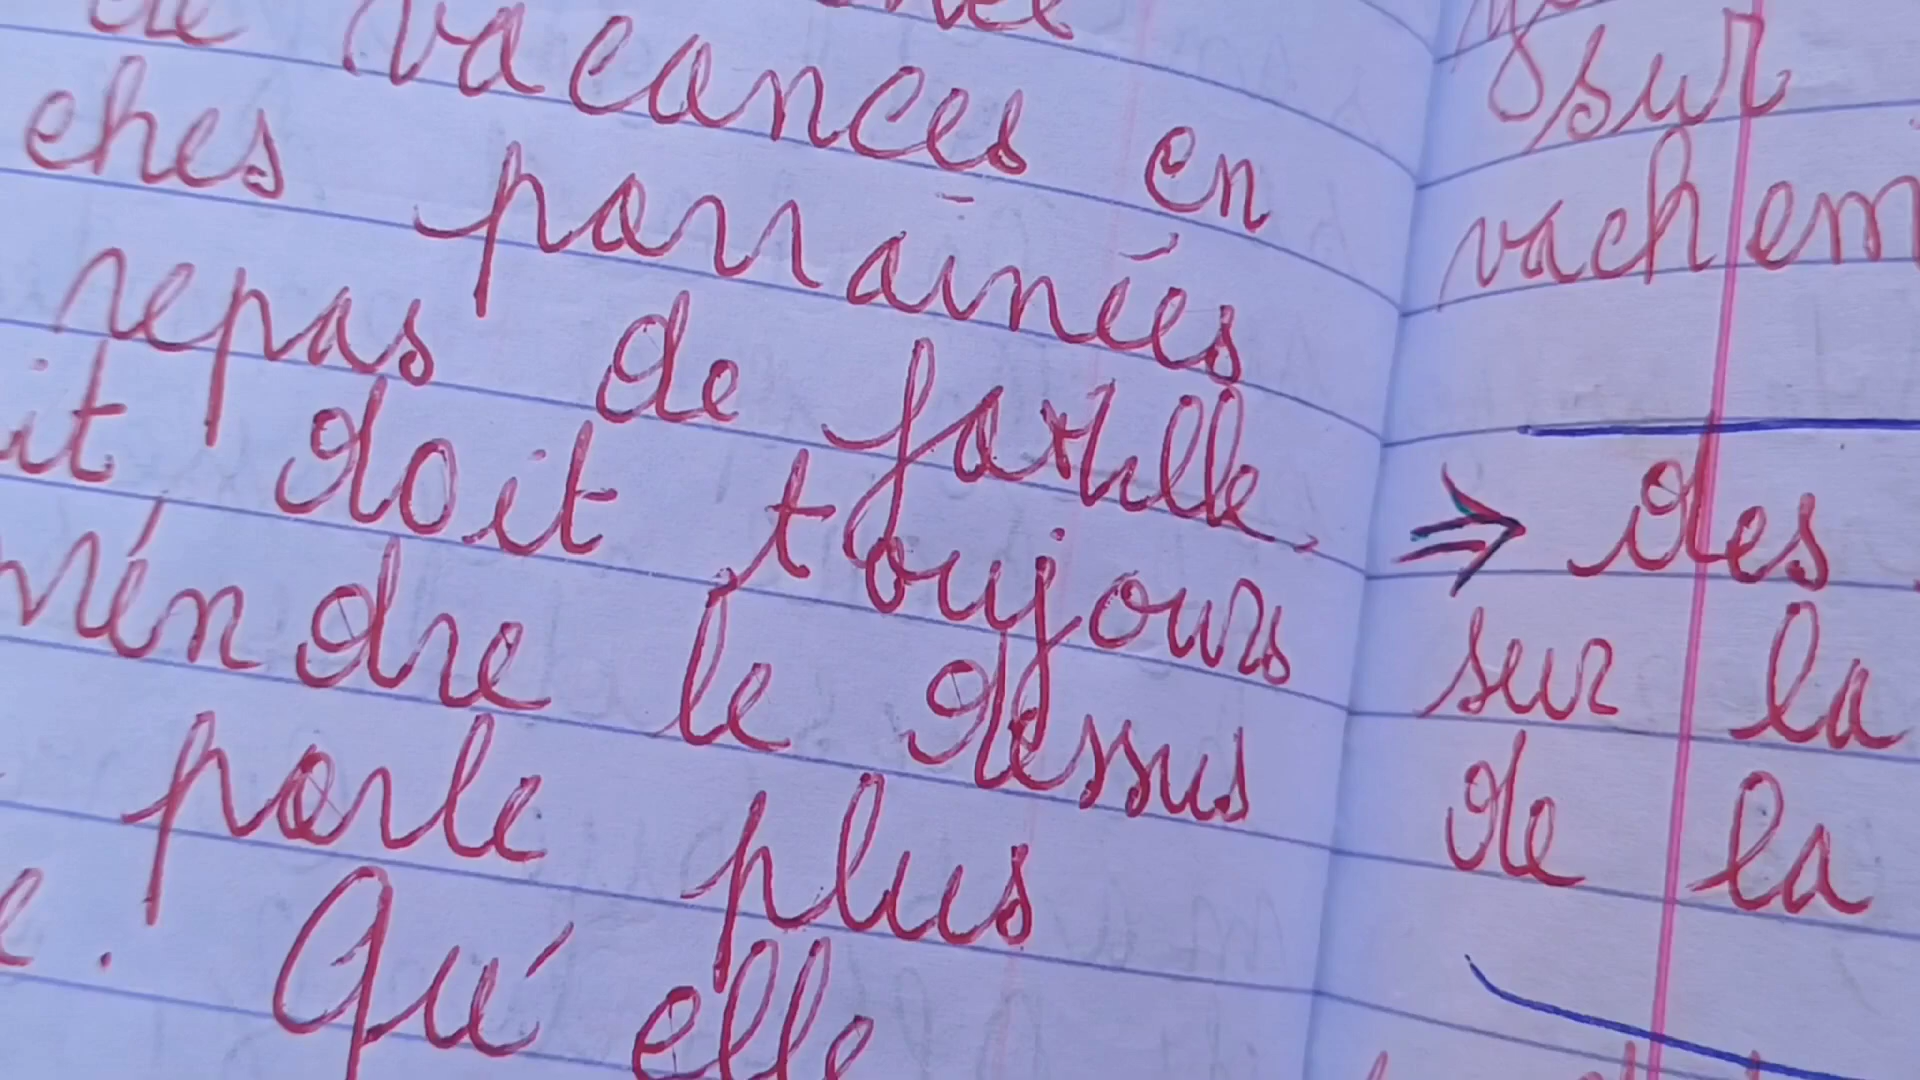 de vacances en
ches parrainées
repas de famille.
it doit toujours
le dessus
parle plus
e. Qu'elle
sur
vachem
⇒ des
sur la
de la